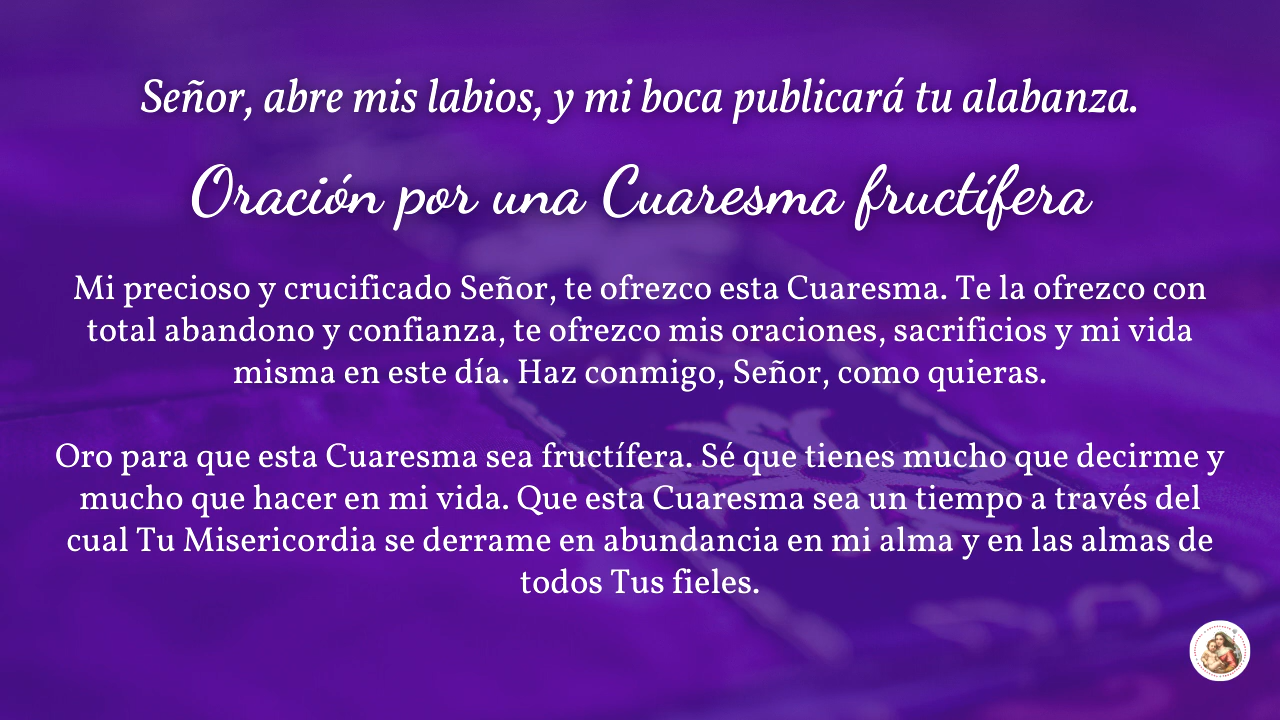 Señor, abre mis labios, y mi boca publicará tu alabanza.
Oración por una Cuaresma fructífera
Mi precioso y crucificado Señor, te ofrezco esta Cuaresma. Te la ofrezco con
total abandono y confianza, te ofrezco mis oraciones, sacrificios y mi vida
misma en este día. Haz conmigo, Señor, como quieras.
Oro para que esta Cuaresma sea fructífera. Sé que tienes mucho que decirme y
mucho que hacer en mi vida. Que esta Cuaresma sea un tiempo a través del
cual Tu Misericordia se derrame en abundancia en mi alma y en las almas de
todos Tus fieles.